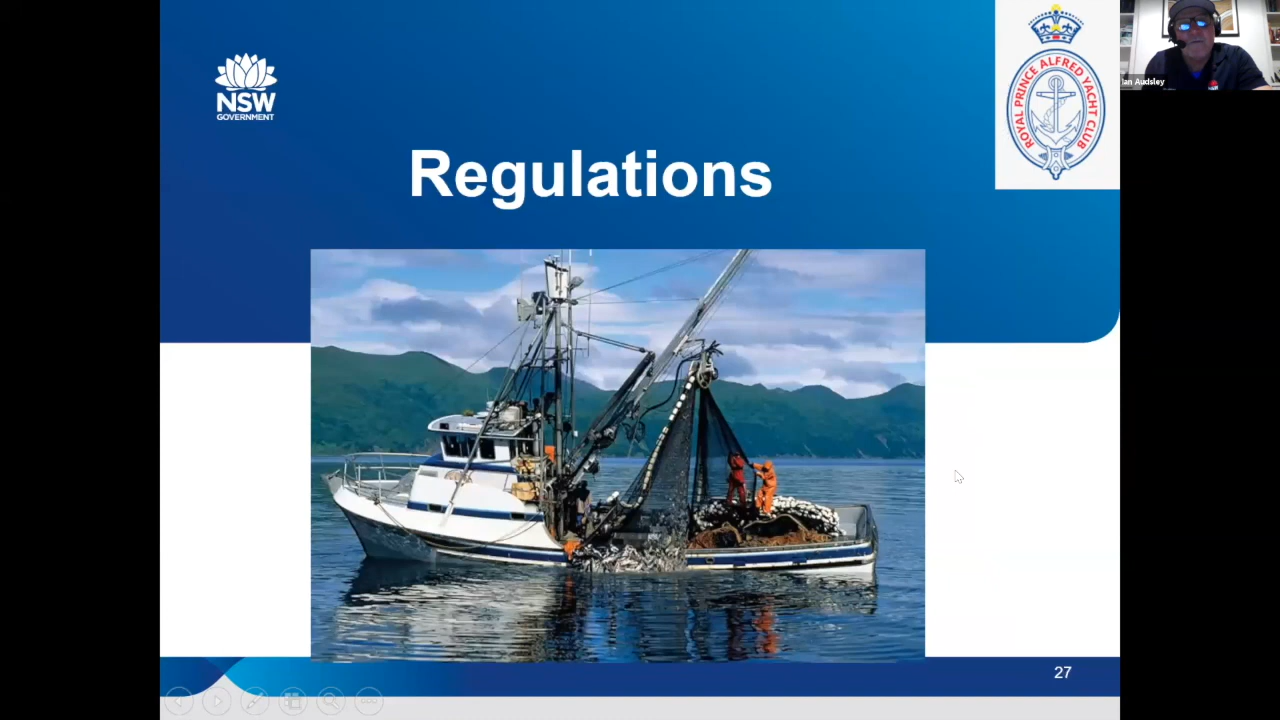 NSW
GOVERNMENT
ROYAL PRINCE ALFRED YACHT CLUB
Ian Audsley
Regulations
27